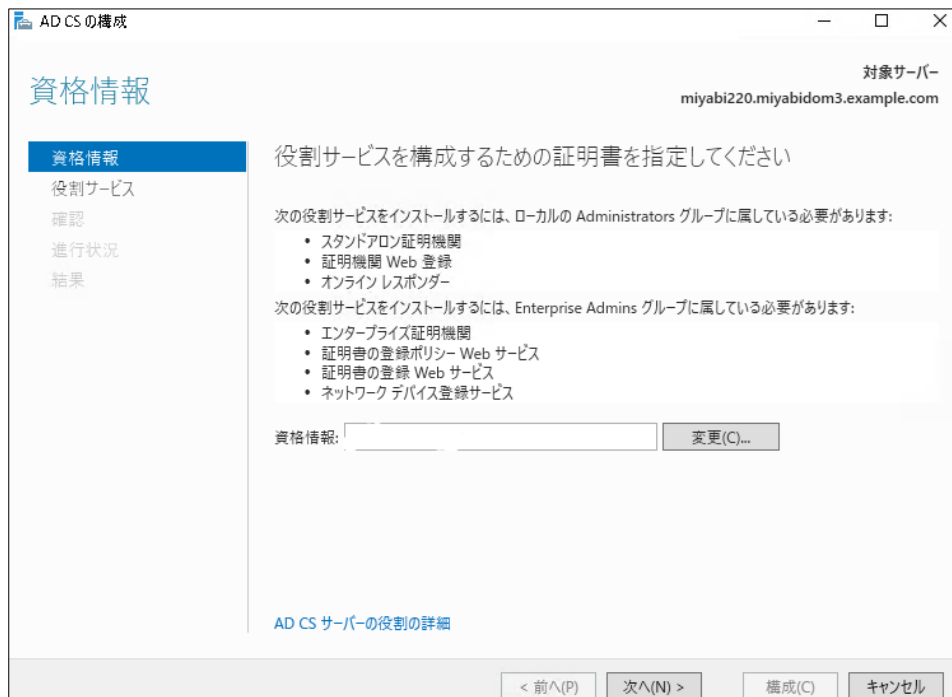 AD CS の構成
資格情報
対象サーバー
miyabi220.miyabidom3.example.com
資格情報
役割サービス
確認
進行状況
結果
役割サービスを構成するための証明書を指定してください
次の役割サービスをインストールするには、ローカルの Administrators グループに属している必要があります:
• スタンドアロン証明機関
• 証明機関 Web 登録
• オンライン レスポンダー
次の役割サービスをインストールするには、Enterprise Admins グループに属している必要があります:
• エンタープライズ証明機関
• 証明書の登録ポリシー Web サービス
• 証明書の登録 Web サービス
• ネットワーク デバイス登録サービス
資格情報:
変更(C)...
AD CS サーバーの役割の詳細
< 前へ(P)
次へ(N) >
構成(C)
キャンセル